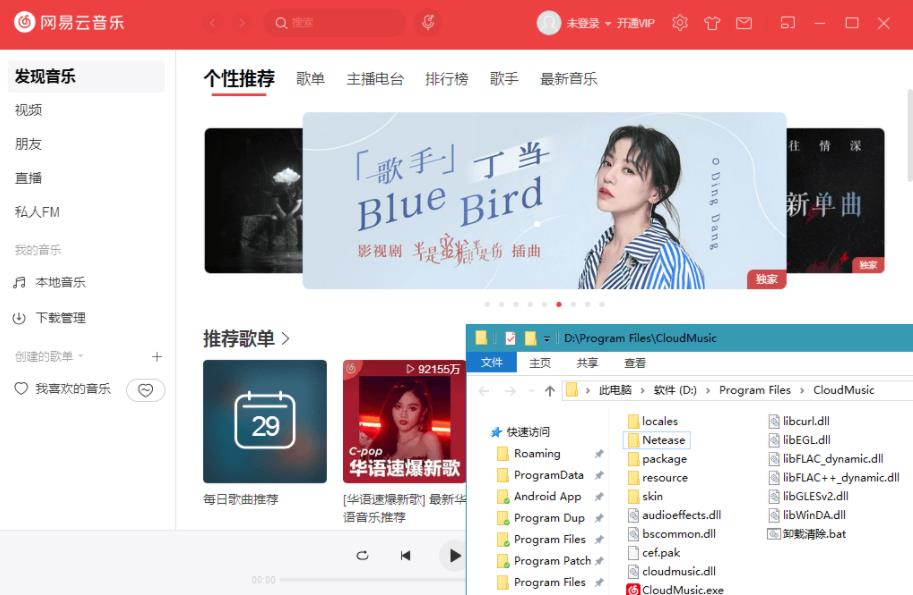 网易云音乐
搜索
未登录
开通VIP
发现音乐
视频
朋友
直播
私人FM
我的音乐
本地音乐
下载管理
创建的歌单
我喜欢的音乐
个性推荐 歌单 主播电台 排行榜 歌手 最新音乐
「歌手」丁当
Blue Bird
影视剧 半是蜜糖半是伤 插曲
Ding Dang
独家
往情深
新单曲
独家
推荐歌单
29
每日歌曲推荐
92155万
C-pop
华语速爆新歌
[华语速爆新歌] 最新华
语音乐推荐
00:00
D:\Program Files\CloudMusic
文件 主页 共享 查看
此电脑 › 软件 (D:) › Program Files › CloudMusic
快速访问
Roaming
ProgramData
Android App
Program Dup
Program Files
Program Patch
Program Files
locales
Netease
package
resource
skin
audioeffects.dll
bscommon.dll
cef.pak
cloudmusic.dll
CloudMusic.exe
libcurl.dll
libEGL.dll
libFLAC_dynamic.dll
libFLAC++_dynamic.dll
libGLESv2.dll
libWinDA.dll
卸载清除.bat